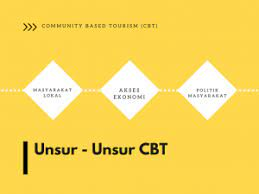 COMMUNITY BASED TOURISM (CBT)
MASYARAKAT
LOKAL
AKSES
EKONOMI
POLITIK
MASYARAKAT
Unsur - Unsur CBT